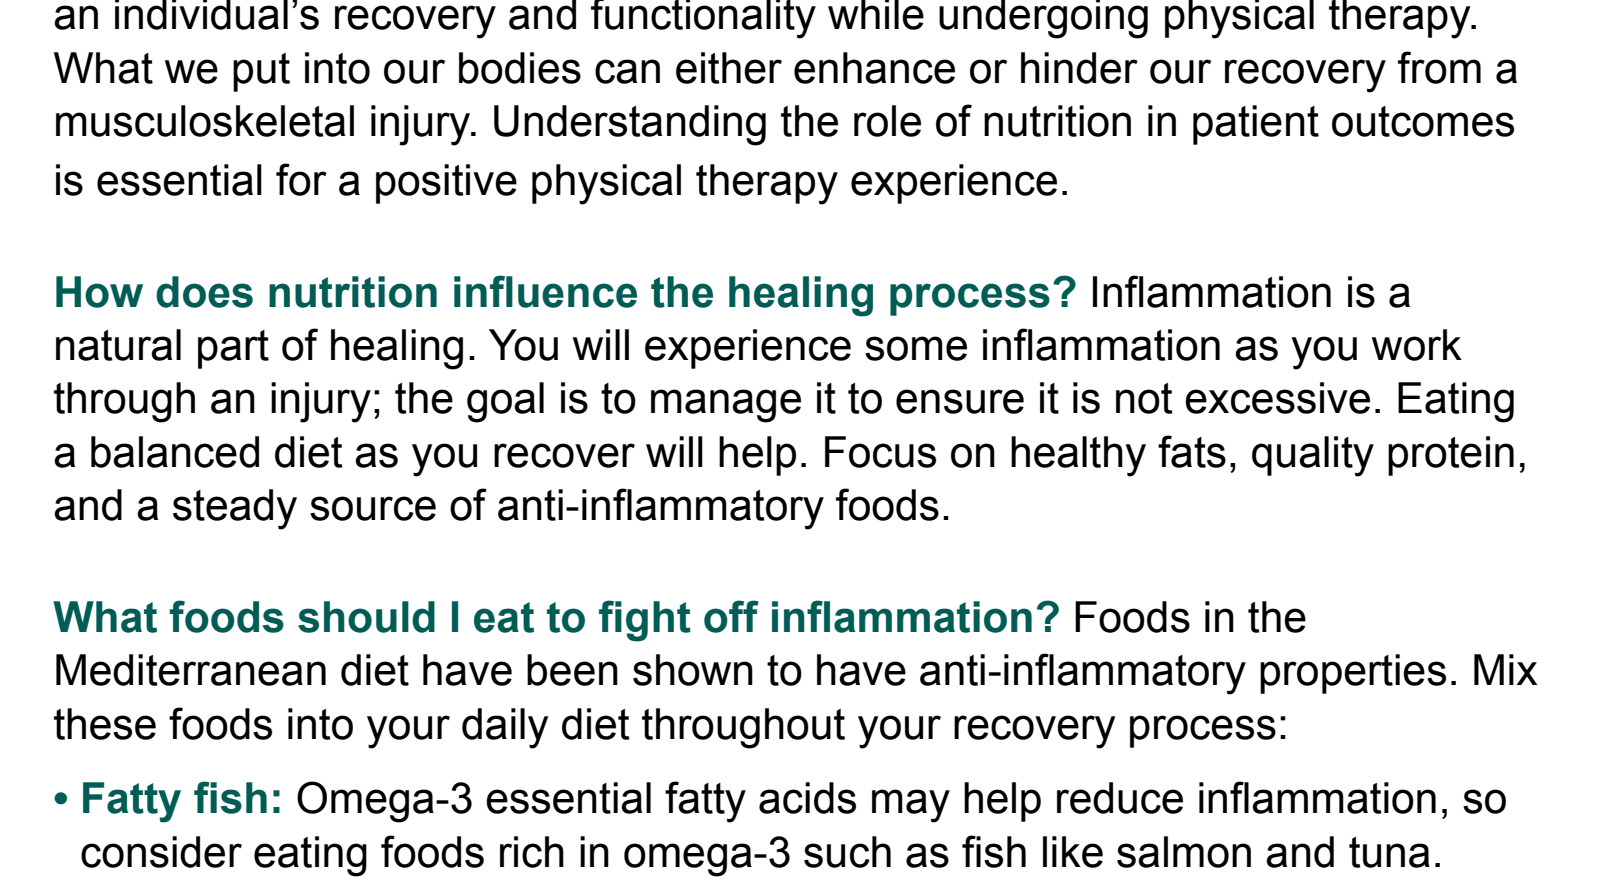 an individual’s recovery and functionality while undergoing physical therapy.
What we put into our bodies can either enhance or hinder our recovery from a
musculoskeletal injury. Understanding the role of nutrition in patient outcomes
is essential for a positive physical therapy experience.
How does nutrition influence the healing process? Inflammation is a
natural part of healing. You will experience some inflammation as you work
through an injury; the goal is to manage it to ensure it is not excessive. Eating
a balanced diet as you recover will help. Focus on healthy fats, quality protein,
and a steady source of anti-inflammatory foods.
What foods should I eat to fight off inflammation? Foods in the
Mediterranean diet have been shown to have anti-inflammatory properties. Mix
these foods into your daily diet throughout your recovery process:
• Fatty fish: Omega-3 essential fatty acids may help reduce inflammation, so
consider eating foods rich in omega-3 such as fish like salmon and tuna.